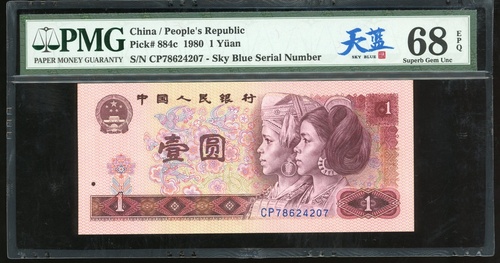 PMG
PAPER MONEY GUARANTY
China / People's Republic
Pick# 884c 1980 1 Yüan
S/N CP78624207 - Sky Blue Serial Number
天蓝
SKY BLUE
68 EPQ
Superb Gem Unc
中国人民银行
1
壹圆
CP78624207
1
1